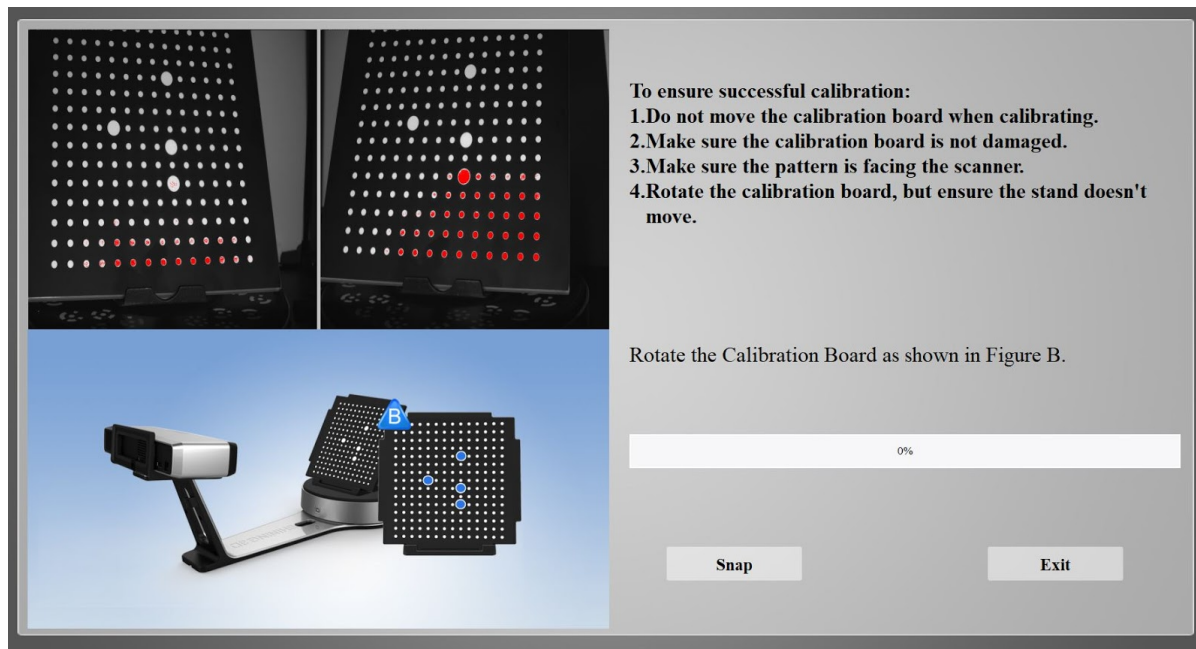 To ensure successful calibration:
1.Do not move the calibration board when calibrating.
2.Make sure the calibration board is not damaged.
3.Make sure the pattern is facing the scanner.
4.Rotate the calibration board, but ensure the stand doesn't
move.
Rotate the Calibration Board as shown in Figure B.
B
0%
Snap
Exit